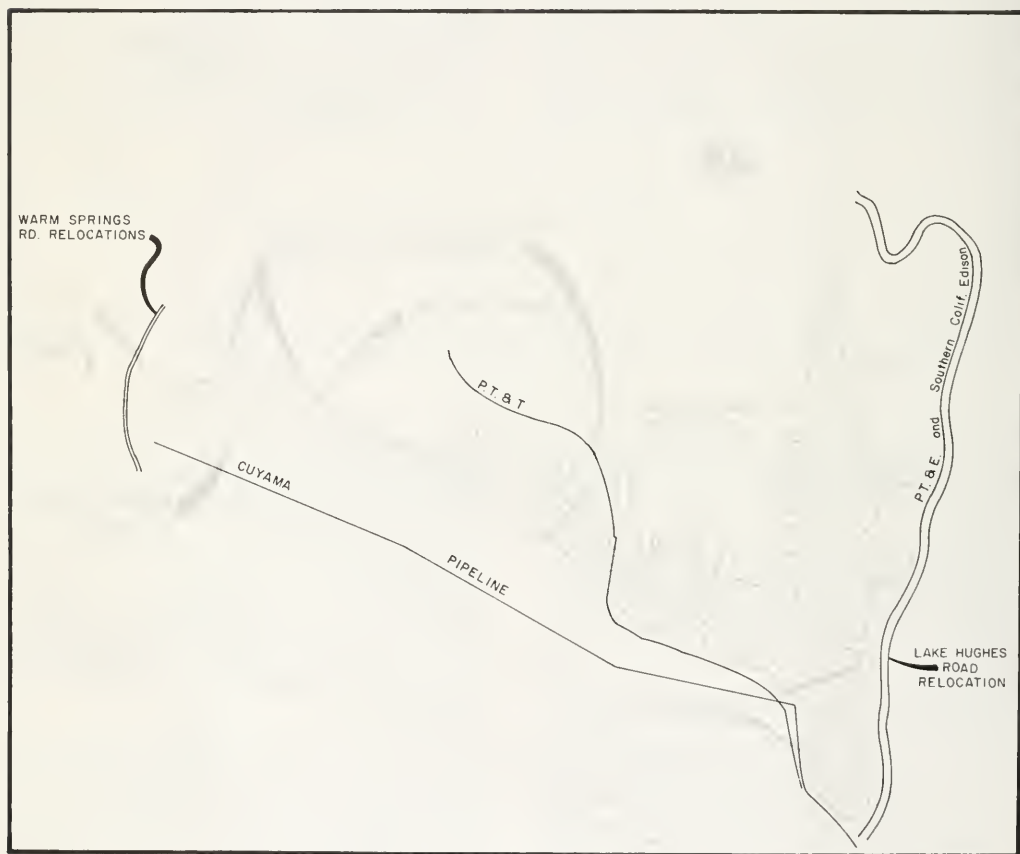 WARM SPRINGS
RD. RELOCATIONS
P.T. & T
CUYAMA
PIPELINE
P.T. & E. and Southern Calif. Edison
LAKE HUGHES
ROAD
RELOCATION